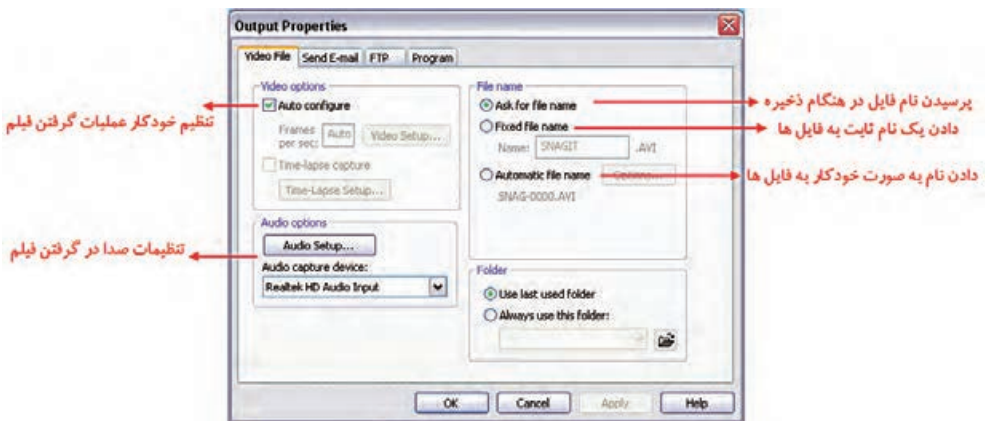 Output Properties
Video File
Send E-mail
FTP
Program
Video options
Auto configure
Frames per sec:
Auto
Video Setup...
Time-lapse capture
Time-Lapse Setup...
Audio options
Audio Setup...
Audio capture device:
Realtek HD Audio Input
File name
Ask for file name
Fixed file name
Name:
SNAGIT
.AVI
Automatic file name
SNAG-0000.AVI
Folder
Use last used folder
Always use this folder:
OK
Cancel
Apply
Help
تنظیم خودکار عملیات گرفتن فیلم
تنظیمات صدا در گرفتن فیلم
پرسیدن نام فایل در هنگام ذخیره
دادن یک نام ثابت به فایل ها
دادن نام به صورت خودکار به فایل ها